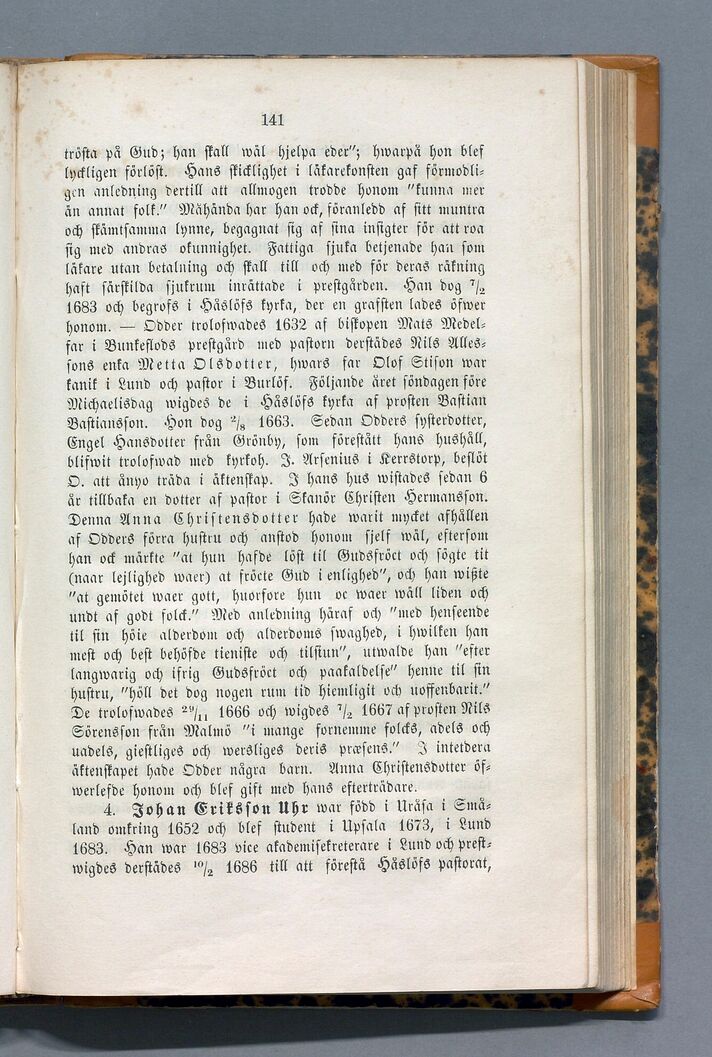 141
trösta på Gud; han skall wäl hjelpa eder"; hwarpå hon blef
lyckligen förlöst. Hans skicklighet i läkarekonsten gaf förmodli-
gen anledning dertill att allmogen trodde honom "kunna mer
än annat folk." Måhända har han ock, föranledd af sitt muntra
och skämtsamma lynne, begagnat sig af sina insigter för att roa
sig med andras okunnighet. Fattiga sjuka betjenade han som
läkare utan betalning och skall till och med för deras räkning
haft särskilda sjukrum inrättade i prestgården. Han dog 7/2
1683 och begrofs i Håslöfs kyrka, der en grafsten lades öfwer
honom. — Odder trolofwades 1632 af biskopen Mats Medel-
far i Bunkeflods prestgård med pastorn derstädes Nils Alles-
sons enka Metta Olsdotter, hwars far Olof Stison war
kanik i Lund och pastor i Burlöf. Följande året söndagen före
Michaelisdag wigdes de i Håslöfs kyrka af prosten Bastian
Bastiansson. Hon dog 2/8 1663. Sedan Odders systerdotter,
Engel Hansdotter från Grönby, som förestått hans hushåll,
blifwit trolofwad med kyrkoh. J. Arsenius i Kerrstorp, beslöt
O. att ånyo träda i äktenskap. I hans hus wistades sedan 6
år tillbaka en dotter af pastor i Skanör Christen Hermansson.
Denna Anna Christensdotter hade warit mycket afhållen
af Odders förra hustru och anstod honom sjelf wäl, eftersom
han ock märkte "at hun hafde löst til Gudsfröct och sögte tit
(naar lejlighed waer) at fröcte Gud i enlighed", och han wißte
"at gemötet waer gott, huorfore hun oc waer wäll liden och
undt af godt folck." Med anledning häraf och "med henseende
til sin höie alderdom och alderdoms swaghed, i hwilken han
mest och best behöfde tieniste och tilstun", utwalde han "efter
langwarig och ifrig Gudsfröct och paakaldelse" henne til sin
hustru, "höll det dog nogen rum tid hiemligit och uoffenbarit."
De trolofwades 29/11 1666 och wigdes 7/2 1667 af prosten Nils
Sörensson från Malmö "i mange fornemme folcks, adels och
uadels, giestliges och wersliges deris præsens." I intetdera
äktenskapet hade Odder några barn. Anna Christensdotter öf-
werlefde honom och blef gift med hans efterträdare.
4. Johan Eriksson Uhr war född i Uråsa i Små-
land omkring 1652 och blef student i Upsala 1673, i Lund
1683. Han war 1683 vice akademisekreterare i Lund och prest-
wigdes derstädes 10/2 1686 till att förestå Håslöfs pastorat,